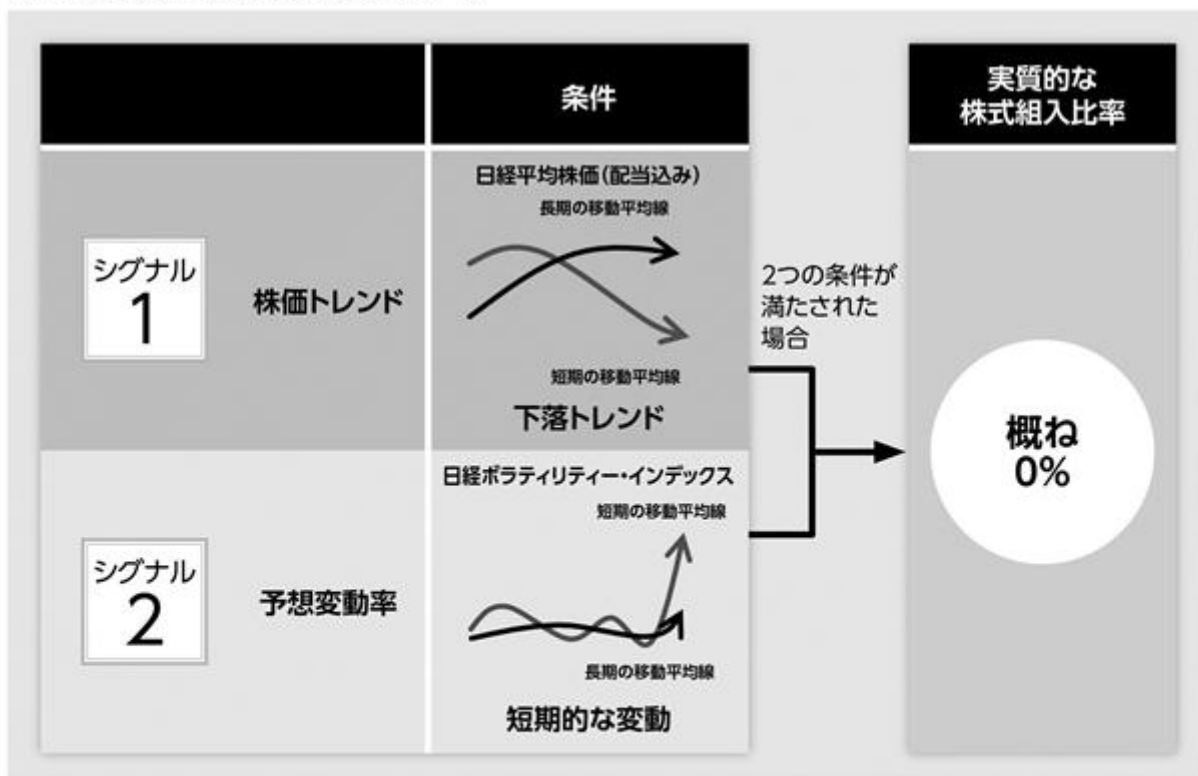 条件
実質的な
株式組入比率
シグナル
1
株価トレンド
日経平均株価(配当込み)
長期の移動平均線
短期の移動平均線
下落トレンド
2つの条件が
満たされた
場合
概ね
0%
シグナル
2
予想変動率
日経ボラティリティー・インデックス
短期の移動平均線
長期の移動平均線
短期的な変動